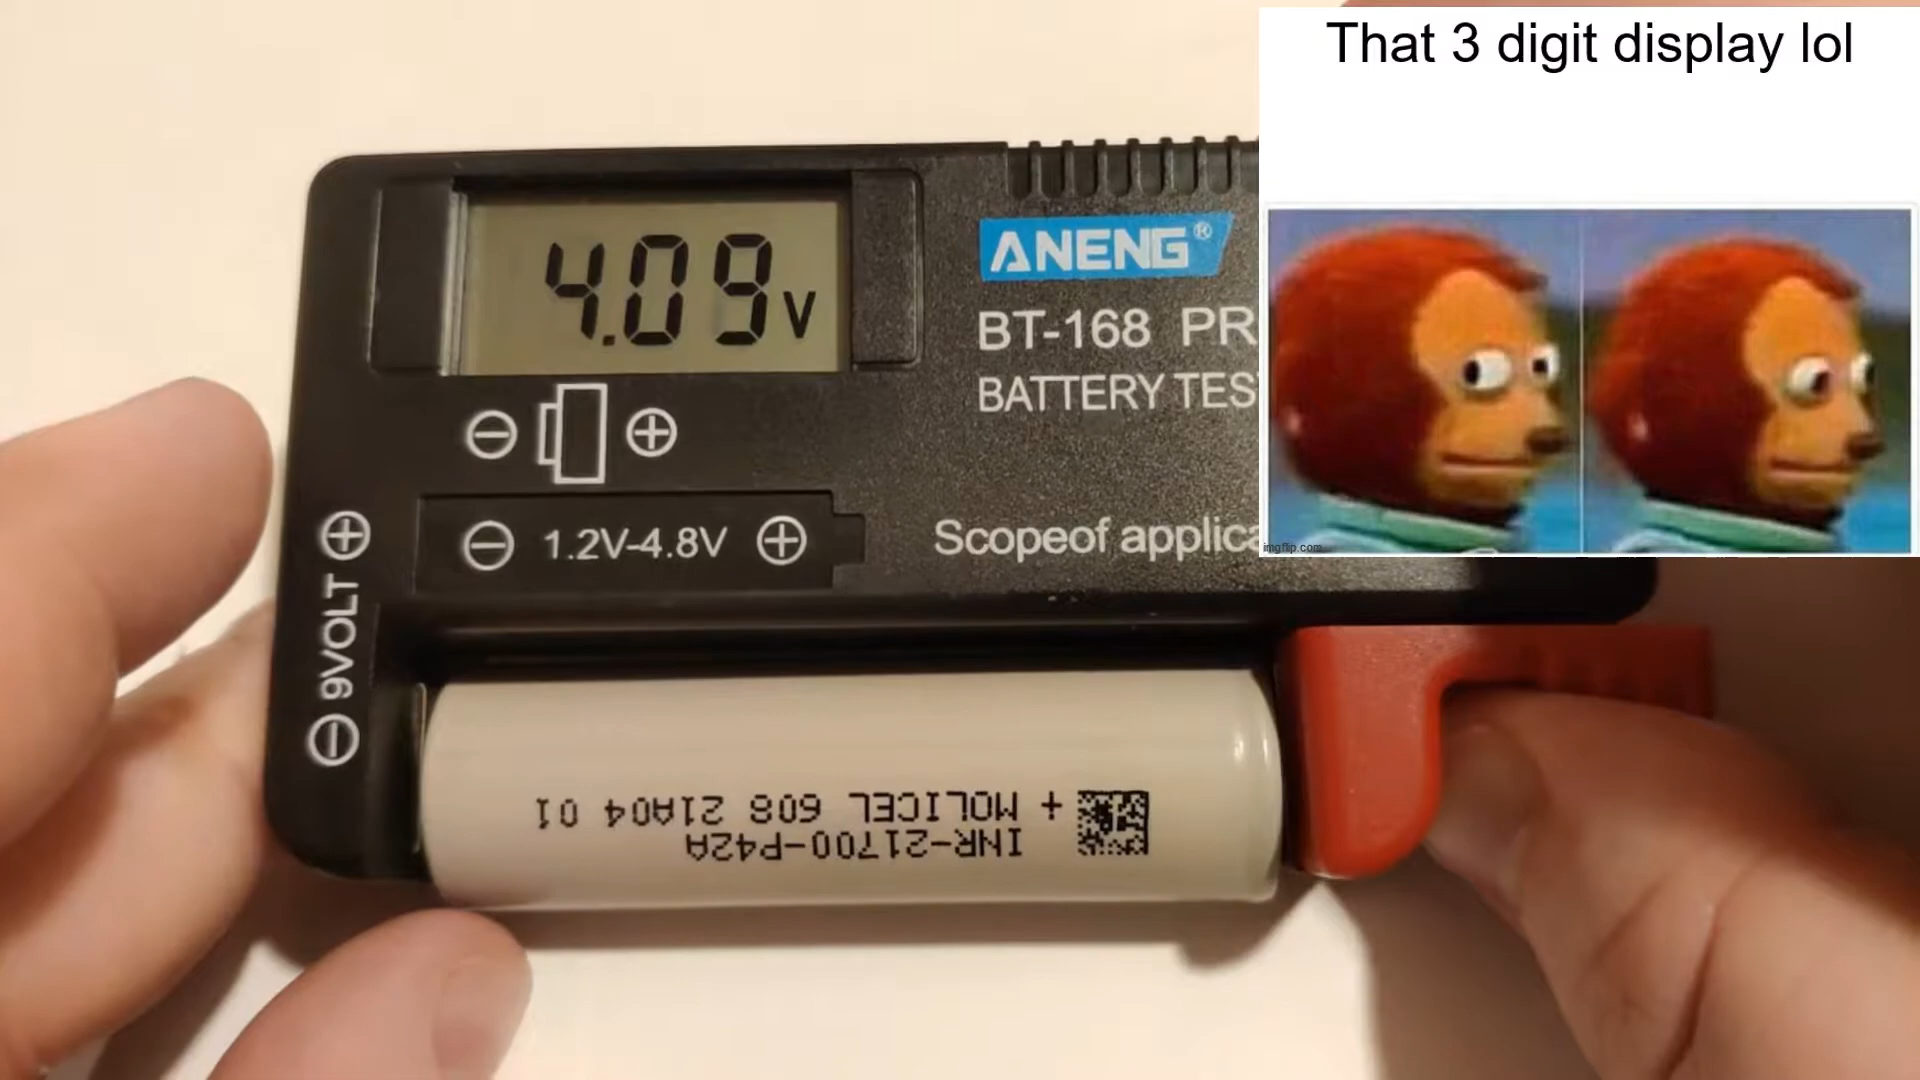 That 3 digit display lol
4.09V
ANENG®
BT-168 PR
BATTERY TES
⊖ ⊕
⊖ 1.2V-4.8V ⊕
Scopeof applica
imgflip.com
⊖ 9VOLT ⊕
INR-21700-P42A
+ MOLICEL 608 21A04 01